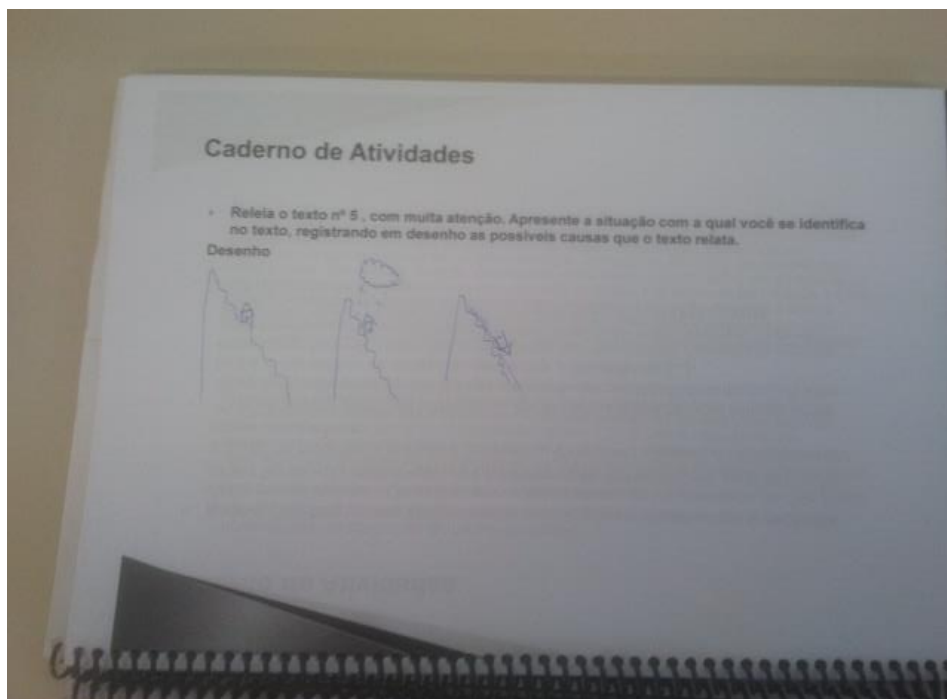 Caderno de Atividades
• Releia o texto nº 5 , com muita atenção. Apresente a situação com a qual você se identifica
no texto, registrando em desenho as possíveis causas que o texto relata.
Desenho